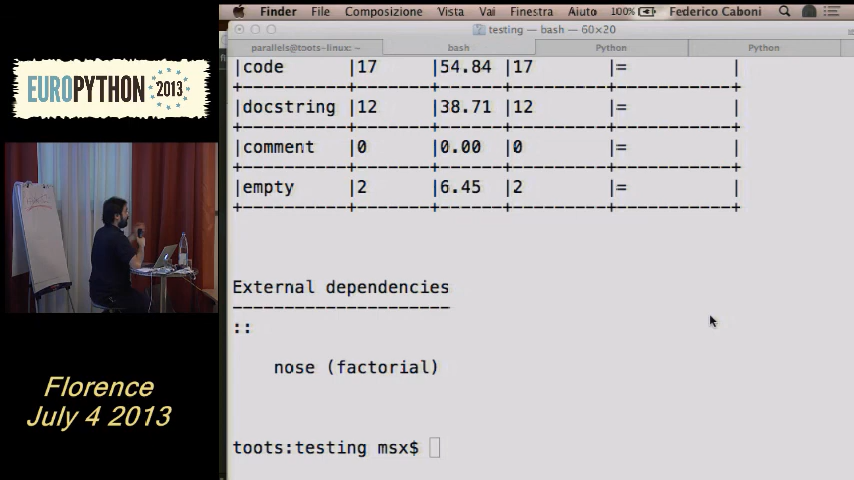 Finder File Composizione Vista Vai Finestra Aiuto 100% Federico Caboni
testing — bash — 60×20
parallels@toots-linux: ~ bash Python Python
|code |17 |54.84 |17 |= |
+-----------+-------+------+---------+-----------+
|docstring |12 |38.71 |12 |= |
+-----------+-------+------+---------+-----------+
|comment |0 |0.00 |0 |= |
+-----------+-------+------+---------+-----------+
|empty |2 |6.45 |2 |= |
+-----------+-------+------+---------+-----------+
External dependencies
---------------------
::
nose (factorial)
toots:testing msx$
EUROPYTHON 2013
Florence
July 4 2013